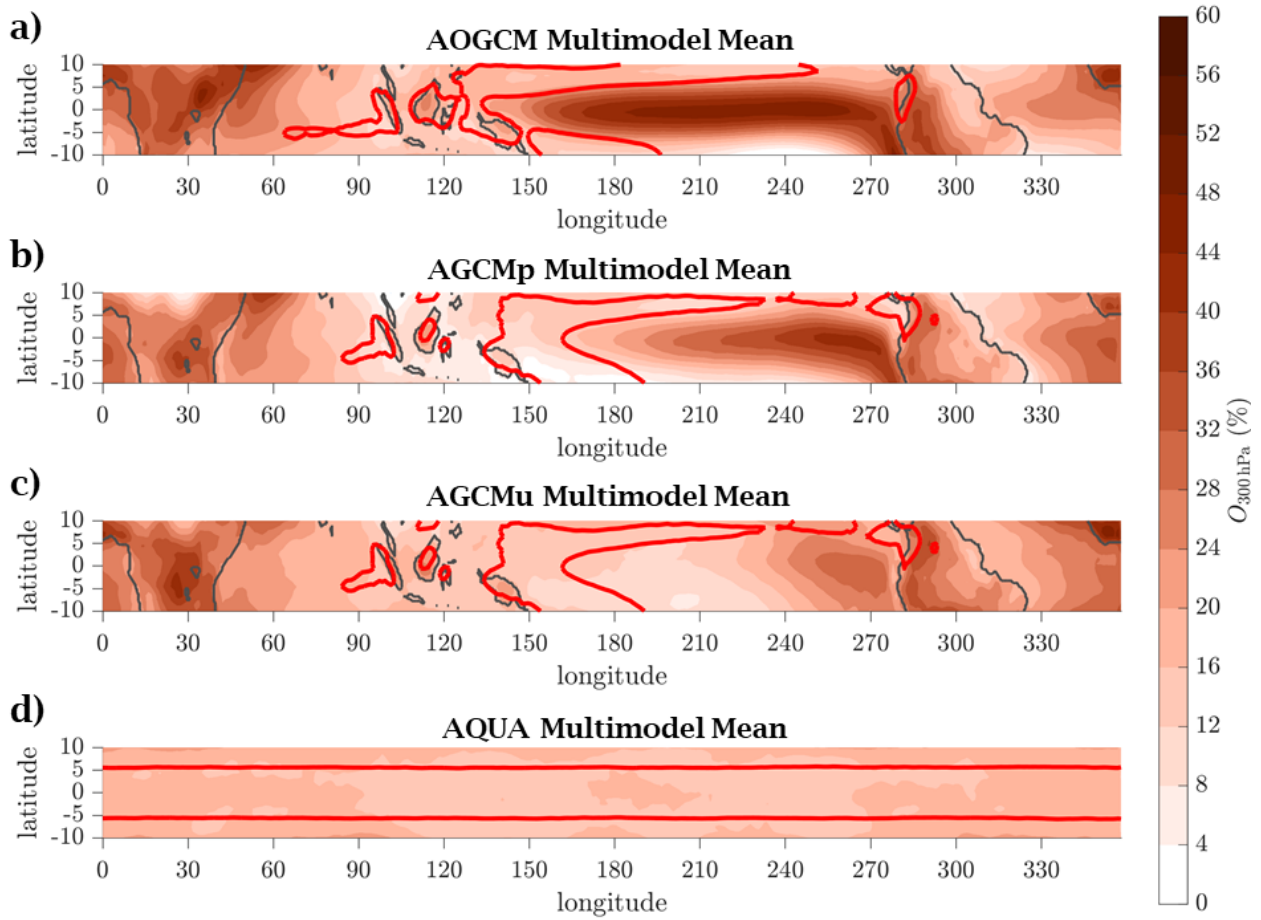 a)
AOGCM Multimodel Mean
latitude
10
5
0
-5
-10
0 30 60 90 120 150 180 210 240 270 300 330
longitude
b)
AGCMp Multimodel Mean
latitude
10
5
0
-5
-10
0 30 60 90 120 150 180 210 240 270 300 330
longitude
c)
AGCMu Multimodel Mean
latitude
10
5
0
-5
-10
0 30 60 90 120 150 180 210 240 270 300 330
longitude
d)
AQUA Multimodel Mean
latitude
10
5
0
-5
-10
0 30 60 90 120 150 180 210 240 270 300 330
longitude
60
56
52
48
44
40
36
32
28
24
20
16
12
8
4
0
O300 hPa (%)